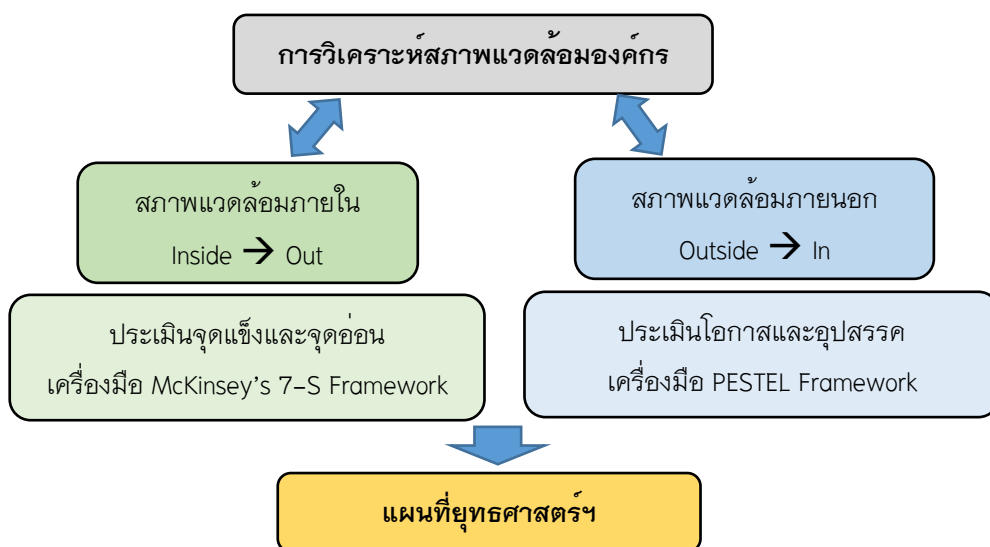 การวิเคราะห์สภาพแวดล้อมองค์กร
สภาพแวดล้อมภายใน
Inside → Out
ประเมินจุดแข็งและจุดอ่อน
เครื่องมือ McKinsey’s 7-S Framework
สภาพแวดล้อมภายนอก
Outside → In
ประเมินโอกาสและอุปสรรค
เครื่องมือ PESTEL Framework
แผนที่ยุทธศาสตร์ฯ